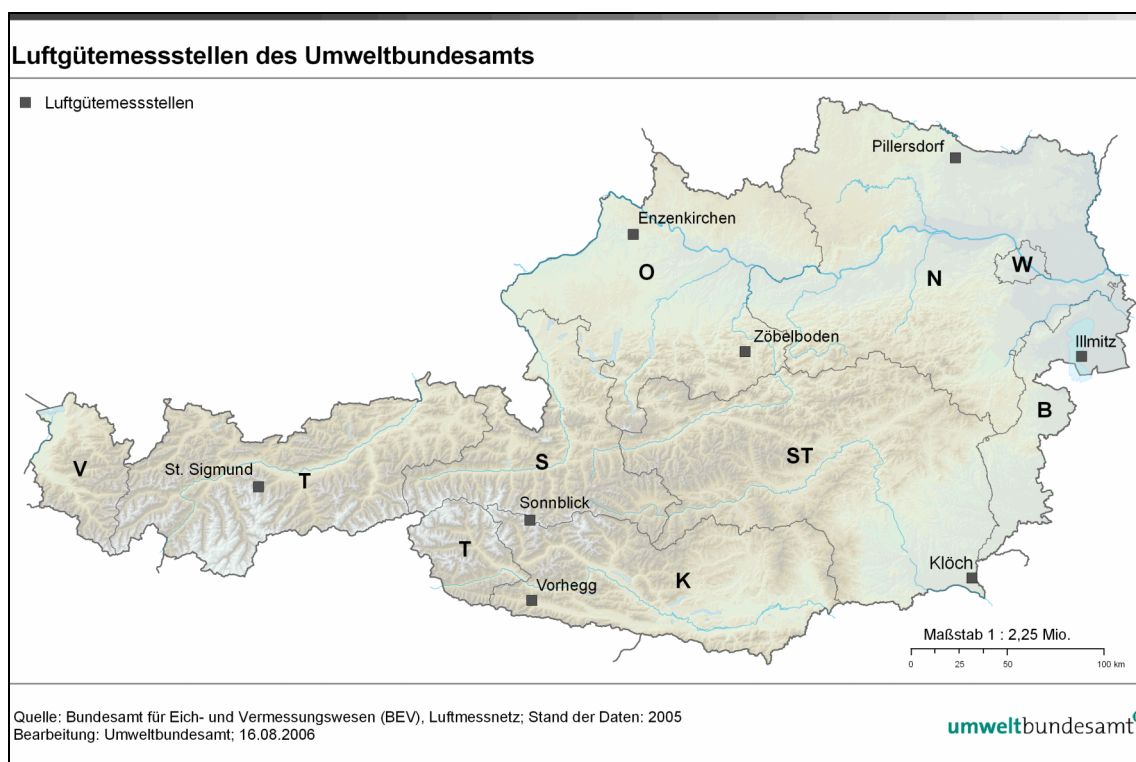 Luftgütemessstellen des Umweltbundesamts
Luftgütemessstellen
Pillersdorf
Enzenkirchen
O
N
W
Zöbelboden
Illmitz
B
V
St. Sigmund
T
S
ST
Sonnblick
T
K
Klöch
Vorhegg
Maßstab 1 : 2,25 Mio.
0 25 50 100 km
Quelle: Bundesamt für Eich- und Vermessungswesen (BEV), Luftmessnetz; Stand der Daten: 2005
Bearbeitung: Umweltbundesamt; 16.08.2006
umweltbundesamt